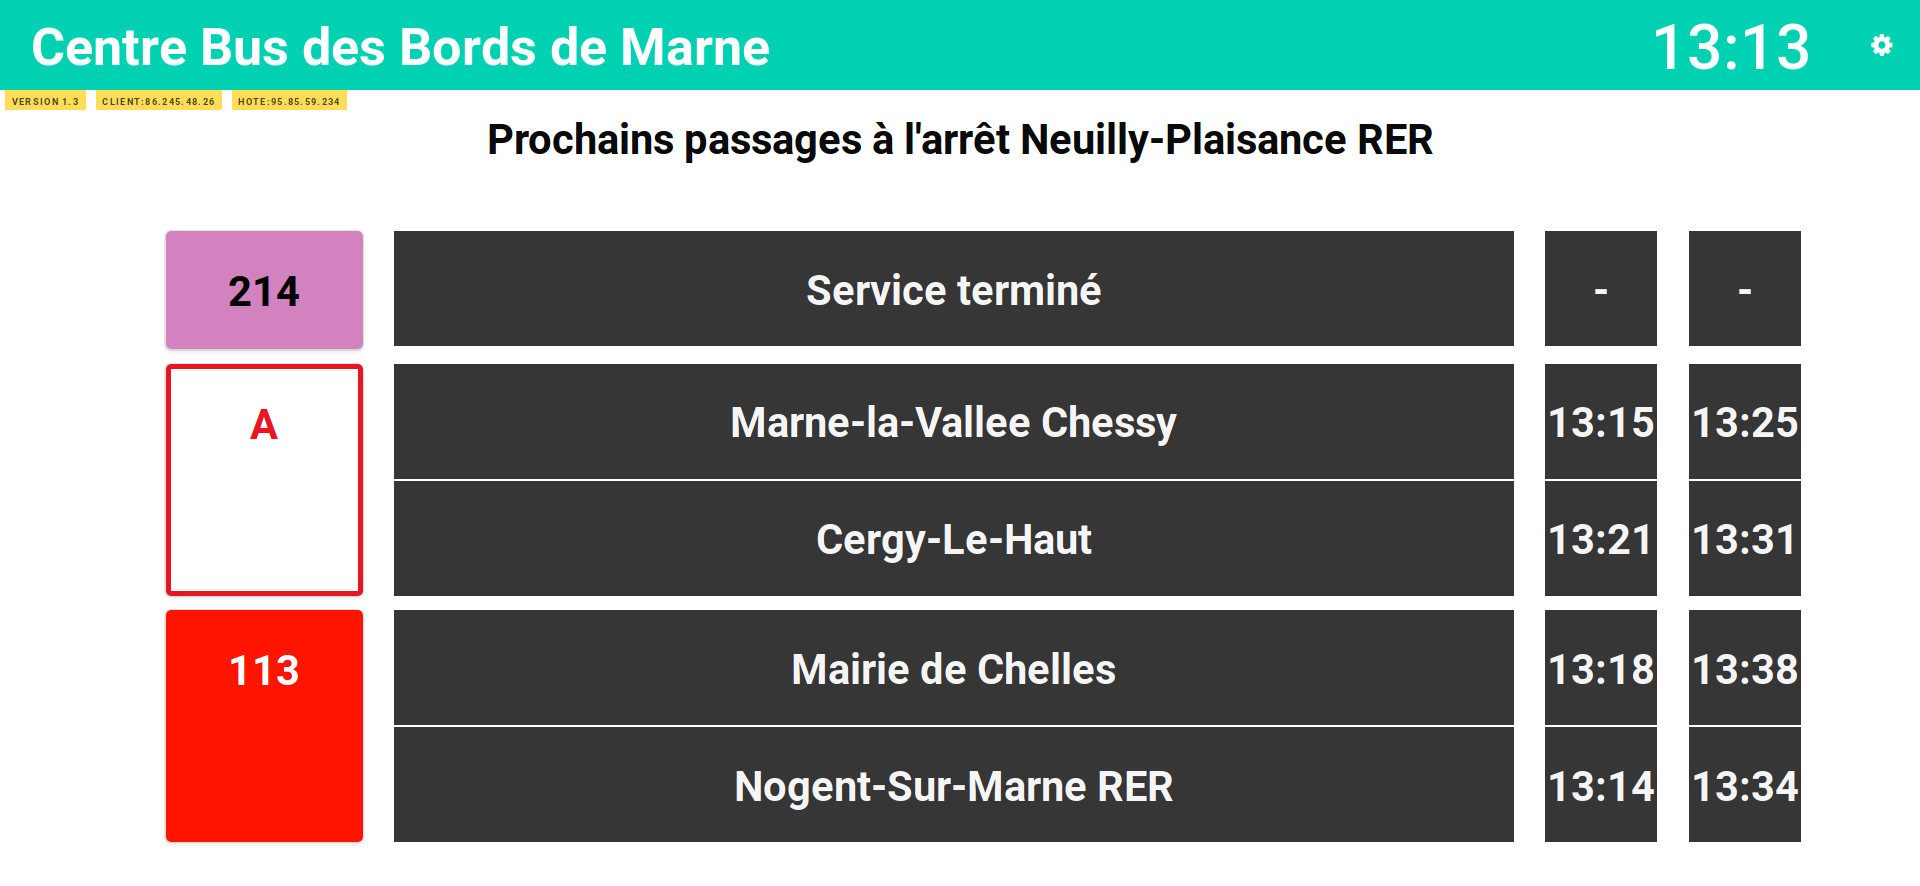 Centre Bus des Bords de Marne 13:13
VERSION 1.3 CLIENT:86.245.48.26 HOTE:95.85.59.234
Prochains passages à l'arrêt Neuilly-Plaisance RER
214 Service terminé - -
A Marne-la-Vallee Chessy 13:15 13:25
Cergy-Le-Haut 13:21 13:31
113 Mairie de Chelles 13:18 13:38
Nogent-Sur-Marne RER 13:14 13:34